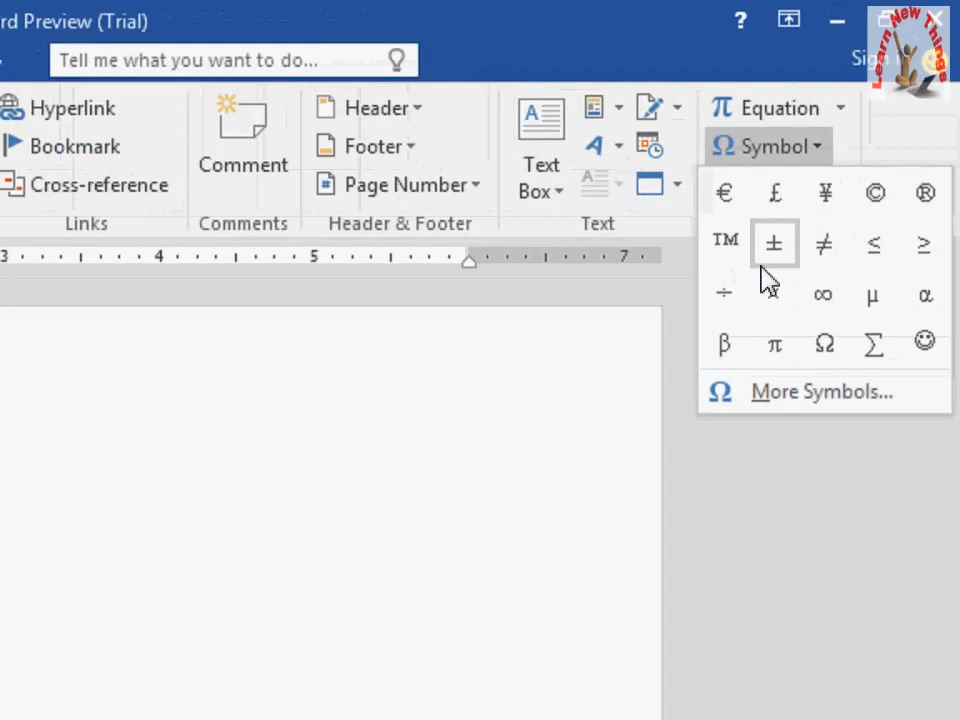 rd Preview (Trial)
?
Tell me what you want to do...
Sign
Learn New Things
Hyperlink
Bookmark
Cross-reference
Links
Comment
Comments
Header
Footer
# Page Number
Header & Footer
A
Text
Box
A
A
Text
π Equation
Ω Symbol
€ £ ¥ © ®
™ ± ≠ ≤ ≥
÷ ∞ µ α
β π Ω ∑ ☺
Ω More Symbols...
3 4 5 7